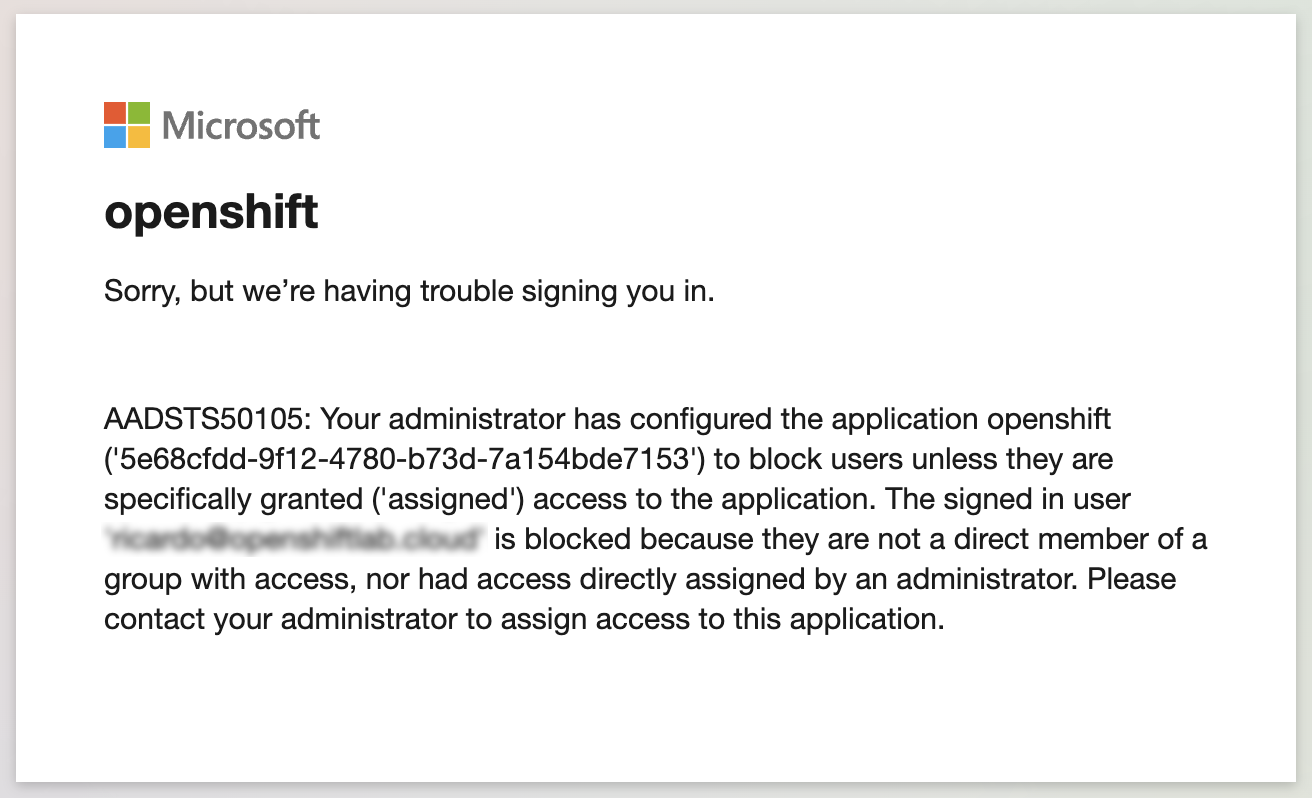 Microsoft
openshift
Sorry, but we’re having trouble signing you in.
AADSTS50105: Your administrator has configured the application openshift
('5e68cfdd-9f12-4780-b73d-7a154bde7153') to block users unless they are
specifically granted ('assigned') access to the application. The signed in user
is blocked because they are not a direct member of a
group with access, nor had access directly assigned by an administrator. Please
contact your administrator to assign access to this application.